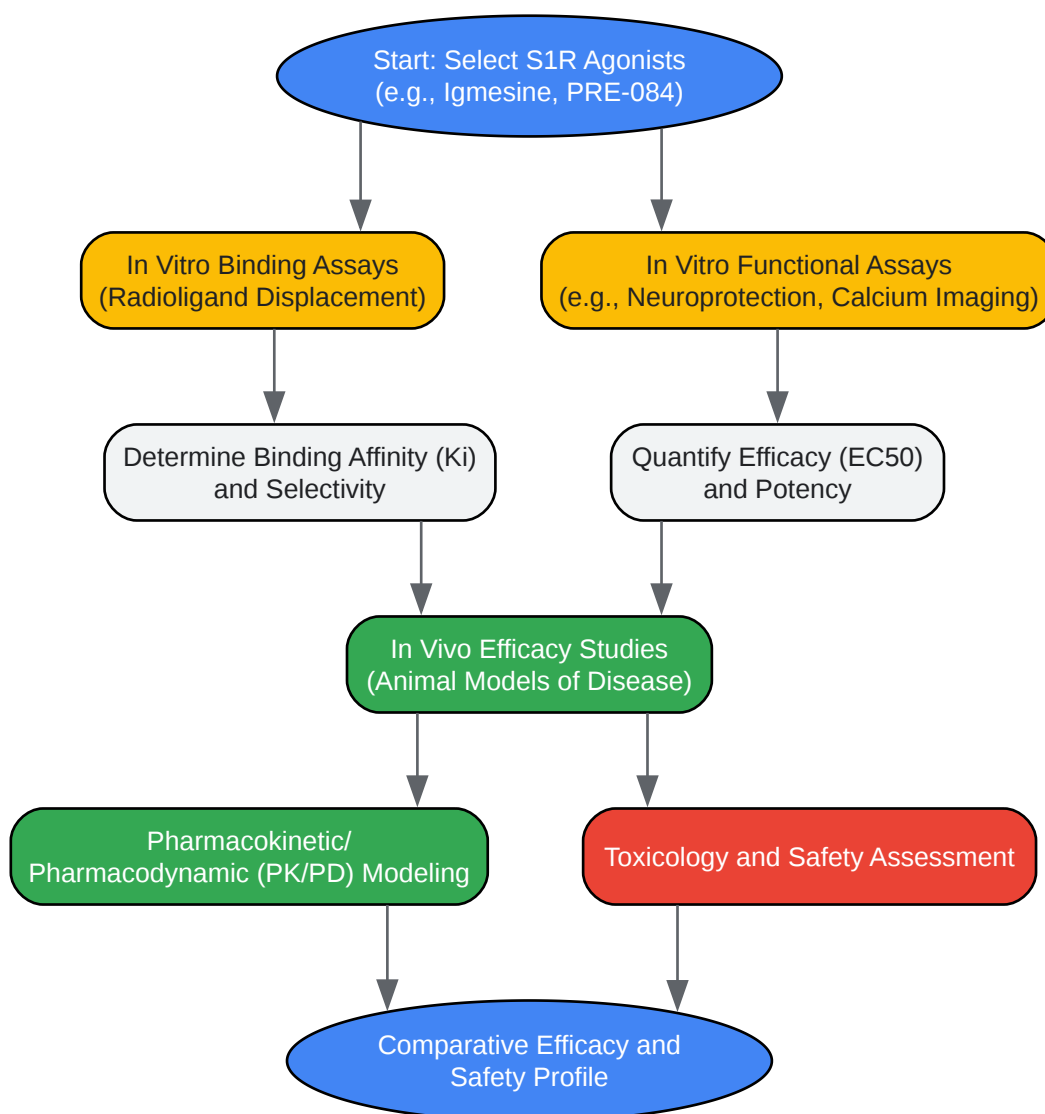 Start: Select S1R Agonists
(e.g., Igmesine, PRE-084)
In Vitro Binding Assays
(Radioligand Displacement)
In Vitro Functional Assays
(e.g., Neuroprotection, Calcium Imaging)
Determine Binding Affinity (Ki)
and Selectivity
Quantify Efficacy (EC50)
and Potency
In Vivo Efficacy Studies
(Animal Models of Disease)
Pharmacokinetic/
Pharmacodynamic (PK/PD) Modeling
Toxicology and Safety Assessment
Comparative Efficacy and
Safety Profile